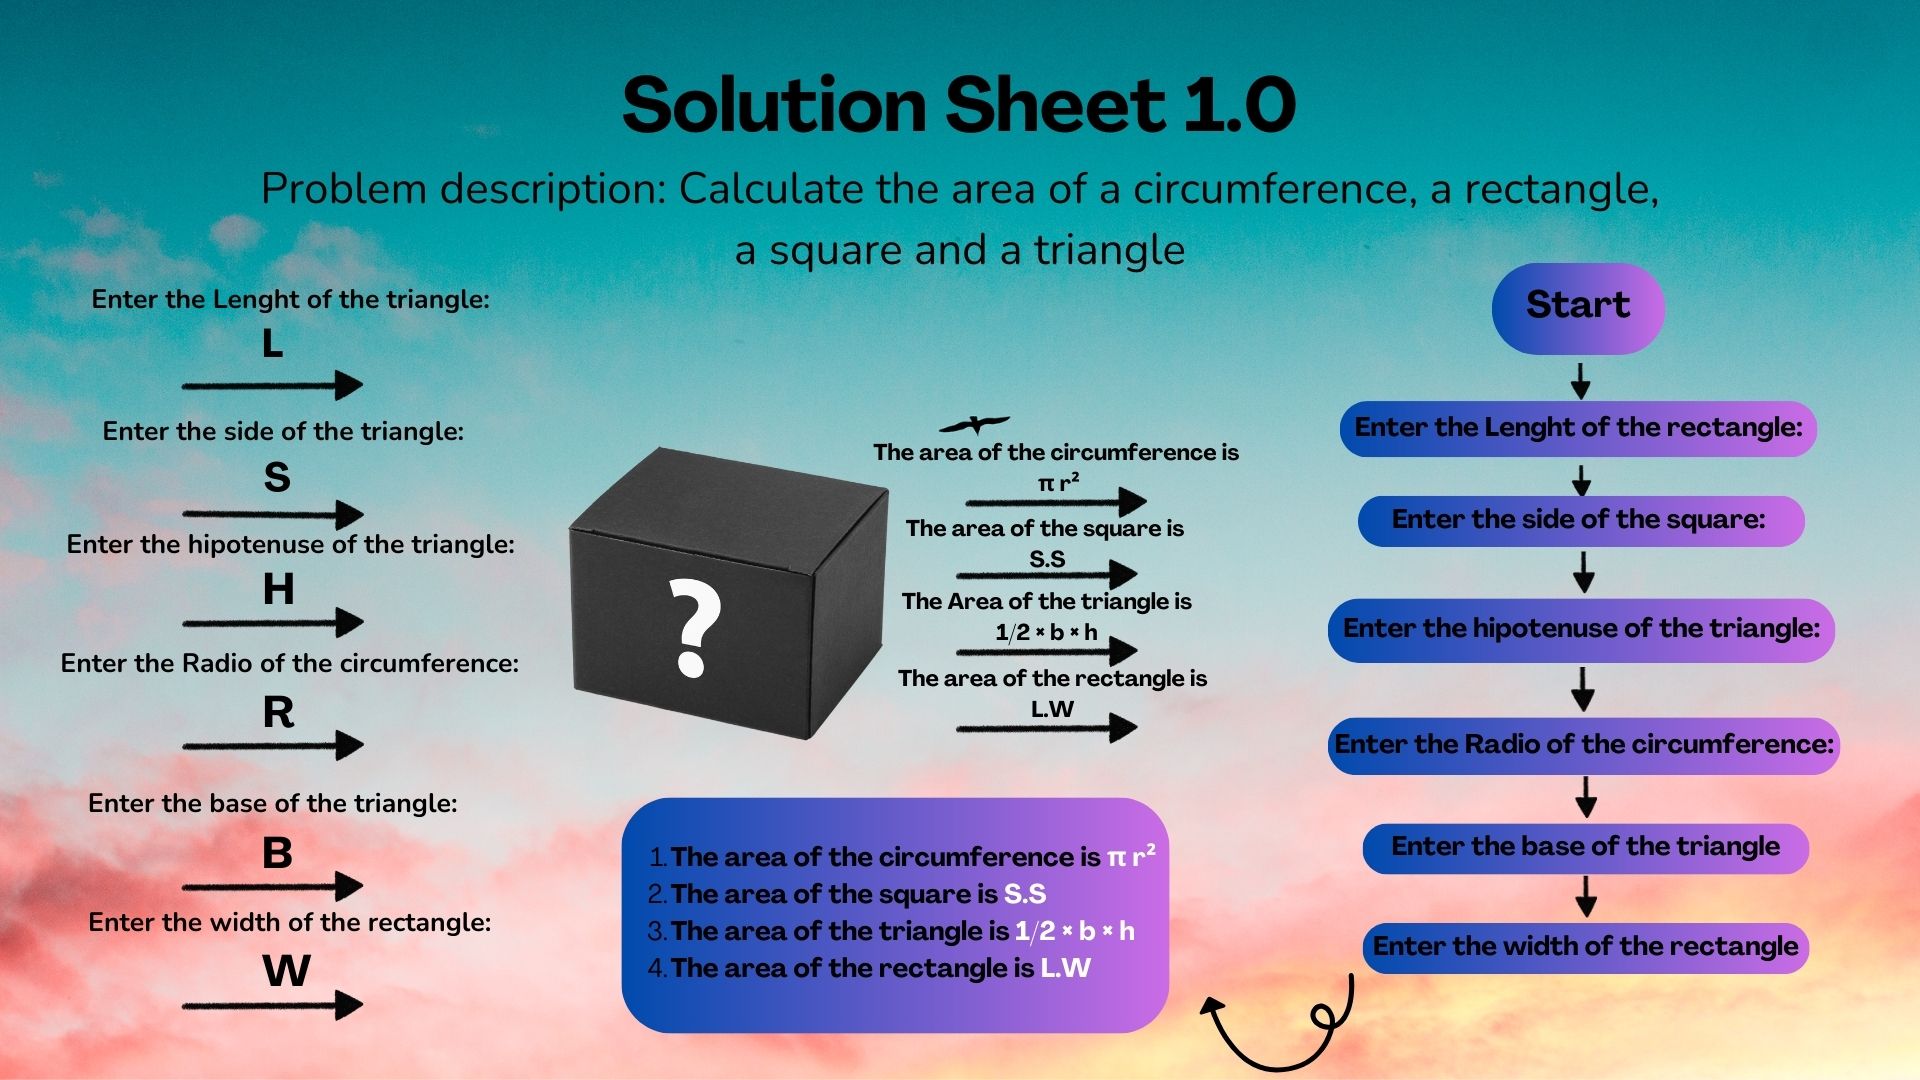 Solution Sheet 1.0
Problem description: Calculate the area of a circumference, a rectangle,
a square and a triangle
Enter the Lenght of the triangle:
L
Enter the side of the triangle:
S
Enter the hipotenuse of the triangle:
H
Enter the Radio of the circumference:
R
Enter the base of the triangle:
B
Enter the width of the rectangle:
W
?
The area of the circumference is
π r²
The area of the square is
S.S
The Area of the triangle is
1/2 × b × h
The area of the rectangle is
L.W
1. The area of the circumference is π r²
2. The area of the square is S.S
3. The area of the triangle is 1/2 × b × h
4. The area of the rectangle is L.W
Start
Enter the Lenght of the rectangle:
Enter the side of the square:
Enter the hipotenuse of the triangle:
Enter the Radio of the circumference:
Enter the base of the triangle
Enter the width of the rectangle